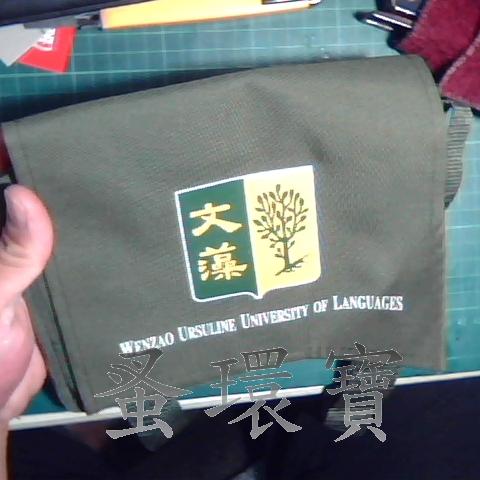 文
藻
WENZAO URSULINE UNIVERSITY OF LANGUAGES
蚤環寶